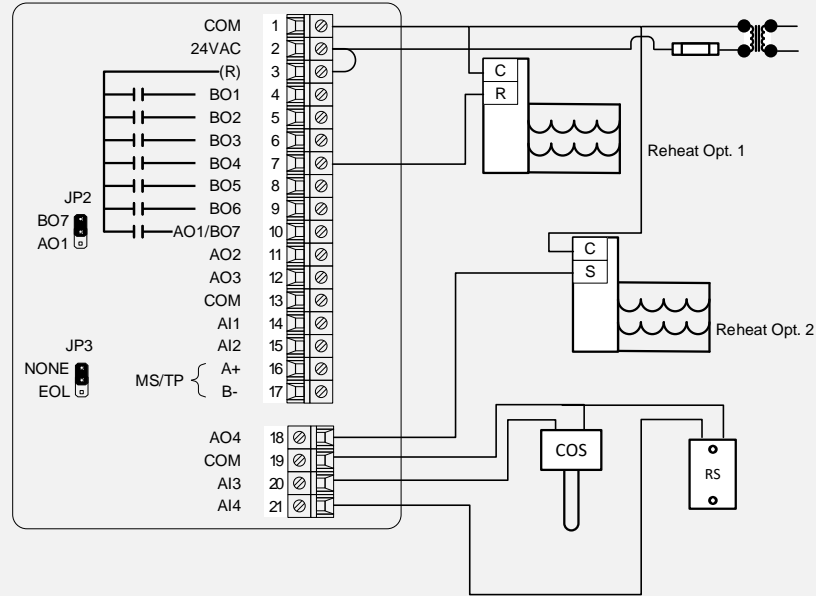 COM 1
24VAC 2
(R) 3
BO1 4
BO2 5
BO3 6
BO4 7
BO5 8
BO6 9
AO1/BO7 10
AO2 11
AO3 12
COM 13
AI1 14
AI2 15
A+ 16
B- 17
MS/TP
JP2
BO7
AO1
JP3
NONE
EOL
AO4 18
COM 19
AI3 20
AI4 21
C
R
Reheat Opt. 1
C
S
Reheat Opt. 2
COS
RS